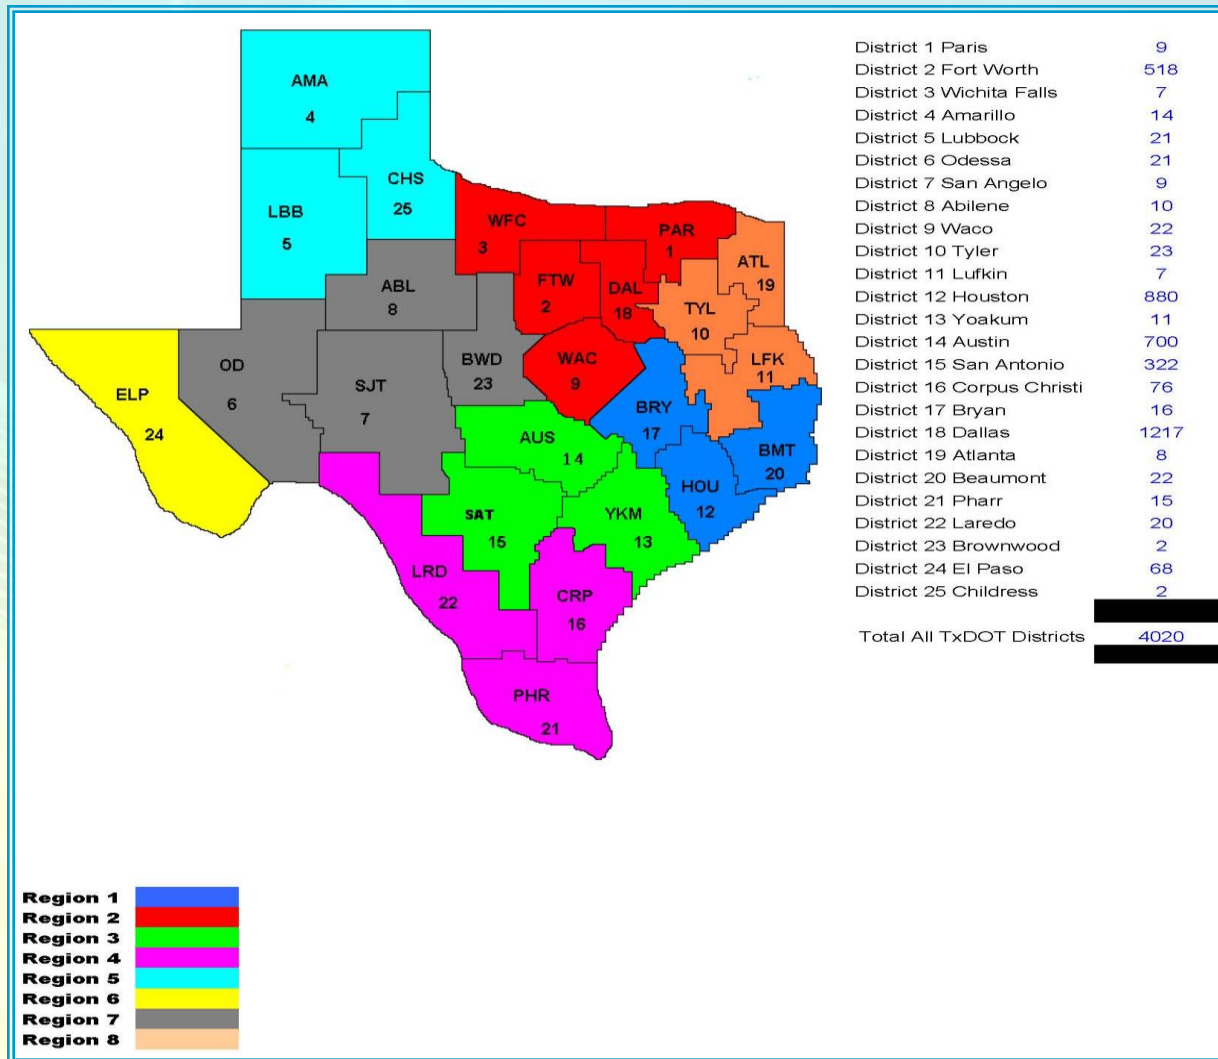 AMA
4
CHS
25
LBB
5
WFC
3
PAR
1
ATL
19
FTW
2
DAL
18
TYL
10
ABL
8
WAC
9
LFK
11
OD
6
SJT
7
BWD
23
ELP
24
BRY
17
AUS
14
BMT
20
HOU
12
SAT
15
YKM
13
LRD
22
CRP
16
PHR
21
District 1 Paris 9
District 2 Fort Worth 518
District 3 Wichita Falls 7
District 4 Amarillo 14
District 5 Lubbock 21
District 6 Odessa 21
District 7 San Angelo 9
District 8 Abilene 10
District 9 Waco 22
District 10 Tyler 23
District 11 Lufkin 7
District 12 Houston 880
District 13 Yoakum 11
District 14 Austin 700
District 15 San Antonio 322
District 16 Corpus Christi 76
District 17 Bryan 16
District 18 Dallas 1217
District 19 Atlanta 8
District 20 Beaumont 22
District 21 Pharr 15
District 22 Laredo 20
District 23 Brownwood 2
District 24 El Paso 68
District 25 Childress 2
Total All TxDOT Districts 4020
Region 1
Region 2
Region 3
Region 4
Region 5
Region 6
Region 7
Region 8